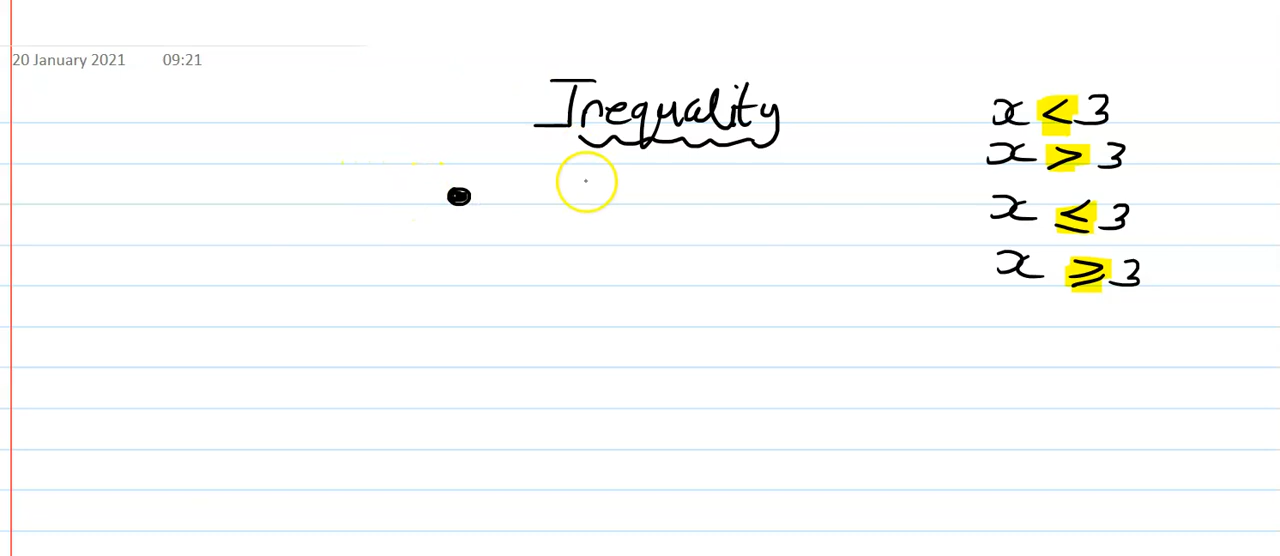 20 January 2021 09:21
Inequality
x < 3
x > 3
x ≤ 3
x ≥ 3